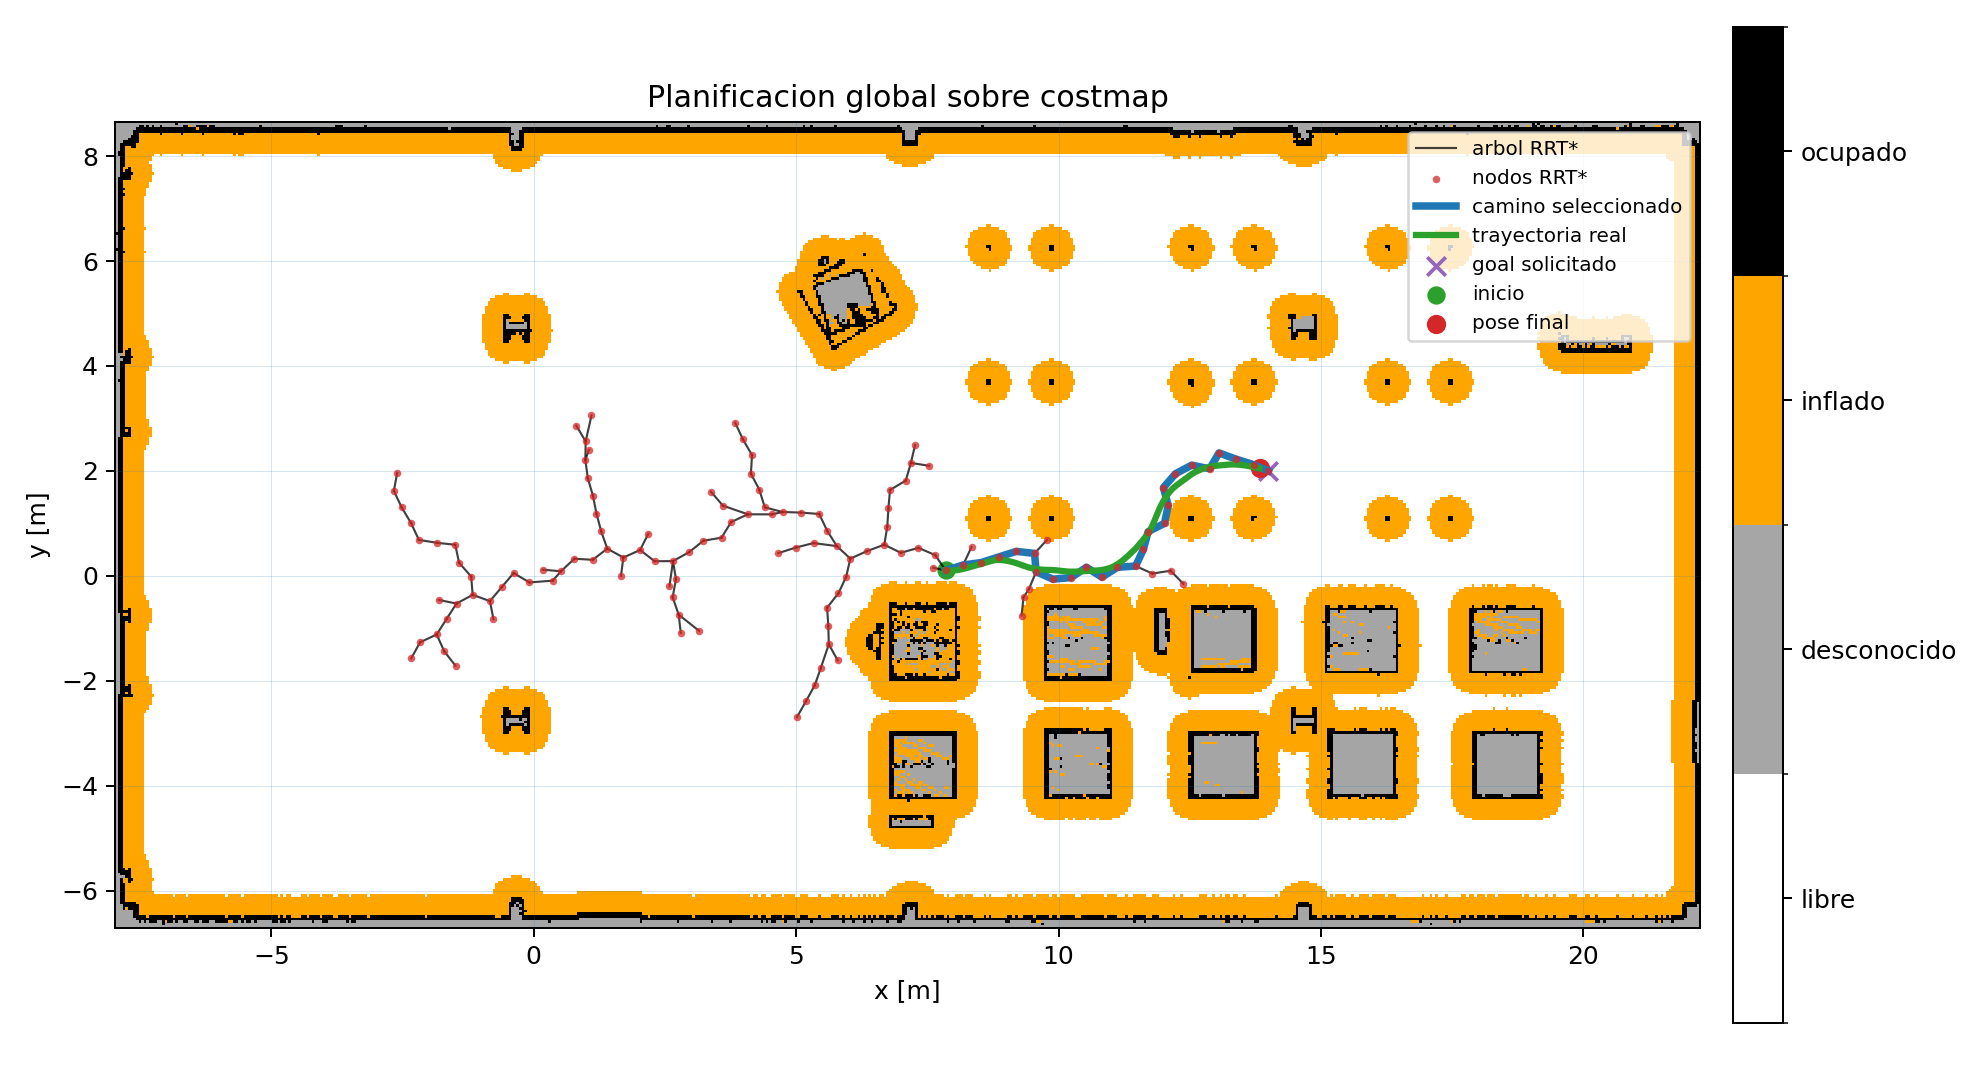 Planificacion global sobre costmap
arbol RRT*
nodos RRT*
camino seleccionado
trayectoria real
goal solicitado
inicio
pose final
ocupado
inflado
desconocido
libre
8
6
4
2
0
−2
−4
−6
y [m]
−5
0
5
10
15
20
x [m]